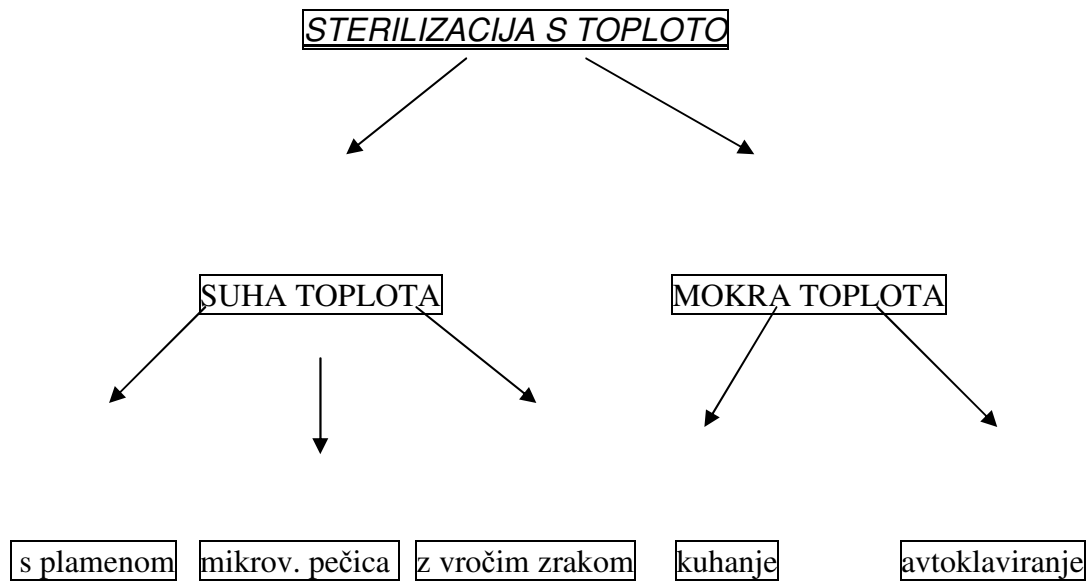 STERILIZACIJA S TOPLOTO
SUHA TOPLOTA MOKRA TOPLOTA
s plamenom mikrov. pečica z vročim zrakom kuhanje avtoklaviranje